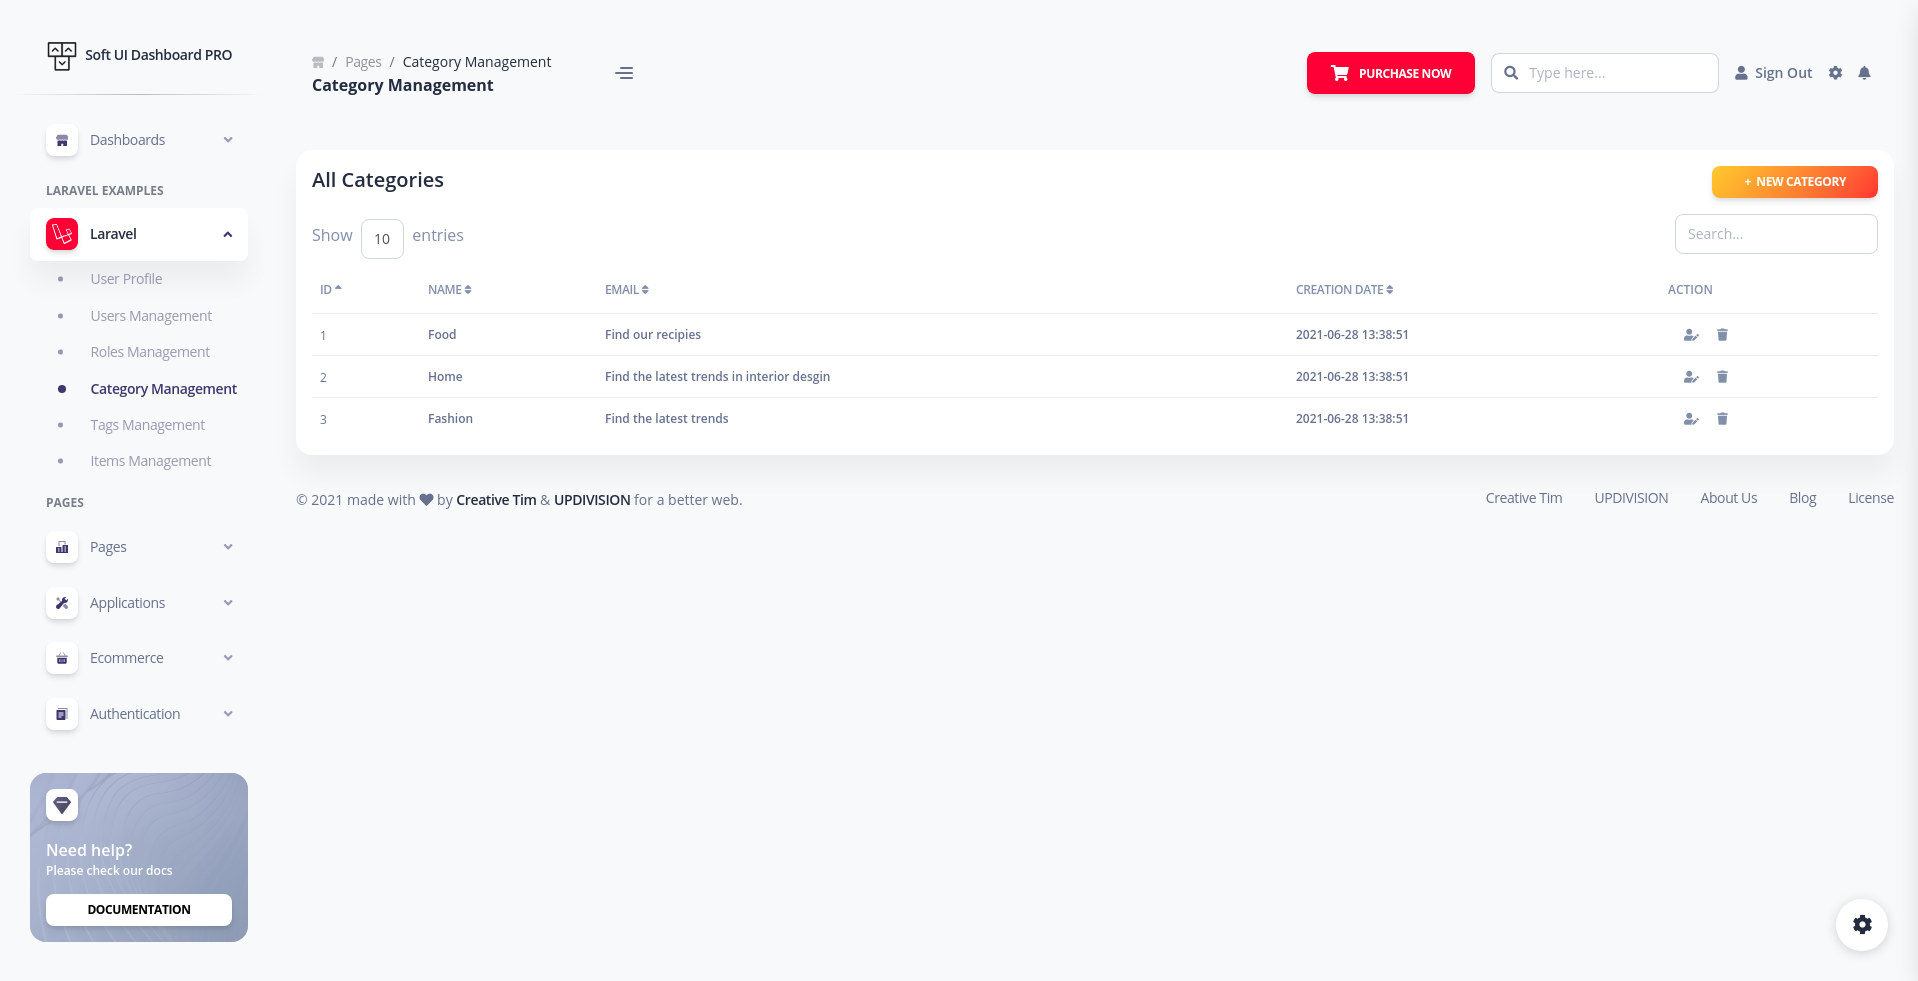 Soft UI Dashboard PRO
Dashboards
LARAVEL EXAMPLES
Laravel
User Profile
Users Management
Roles Management
Category Management
Tags Management
Items Management
PAGES
Pages
Applications
Ecommerce
Authentication
Need help?
Please check our docs
DOCUMENTATION
/ Pages / Category Management
Category Management
PURCHASE NOW
Type here...
Sign Out
All Categories
+ NEW CATEGORY
Show 10 entries
Search...
ID NAME EMAIL CREATION DATE ACTION
1 Food Find our recipies 2021-06-28 13:38:51
2 Home Find the latest trends in interior desgin 2021-06-28 13:38:51
3 Fashion Find the latest trends 2021-06-28 13:38:51
© 2021 made with by Creative Tim & UPDIVISION for a better web.
Creative Tim UPDIVISION About Us Blog License